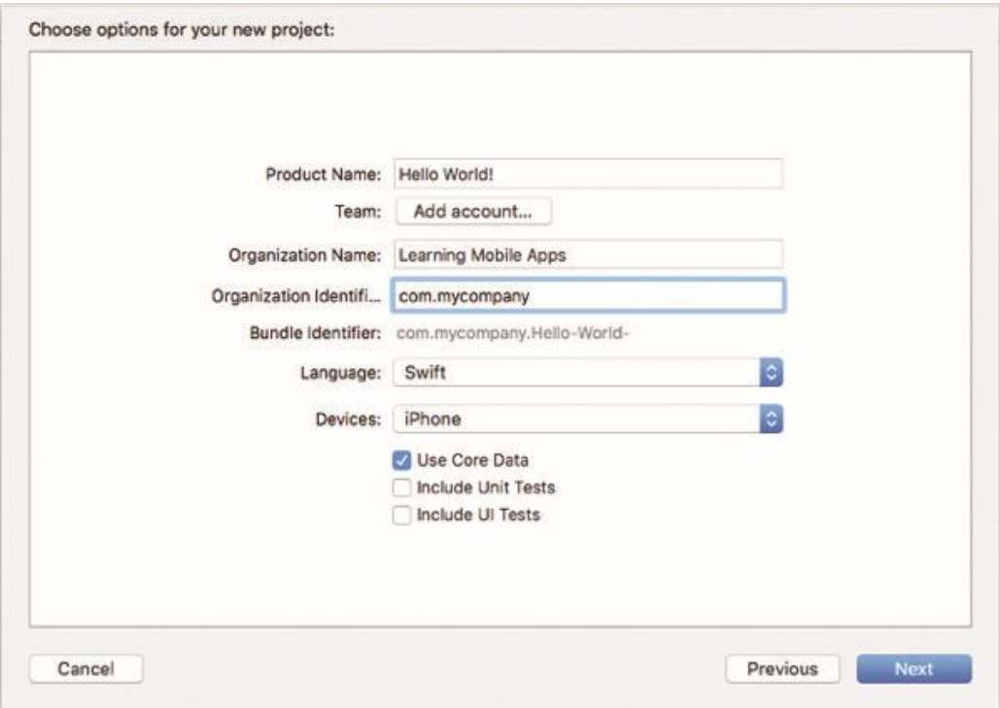 Choose options for your new project:
Product Name: Hello World!
Team: Add account...
Organization Name: Learning Mobile Apps
Organization Identifi... com.mycompany
Bundle Identifier: com.mycompany.Hello-World-
Language: Swift
Devices: iPhone
Use Core Data
Include Unit Tests
Include UI Tests
Cancel Previous Next